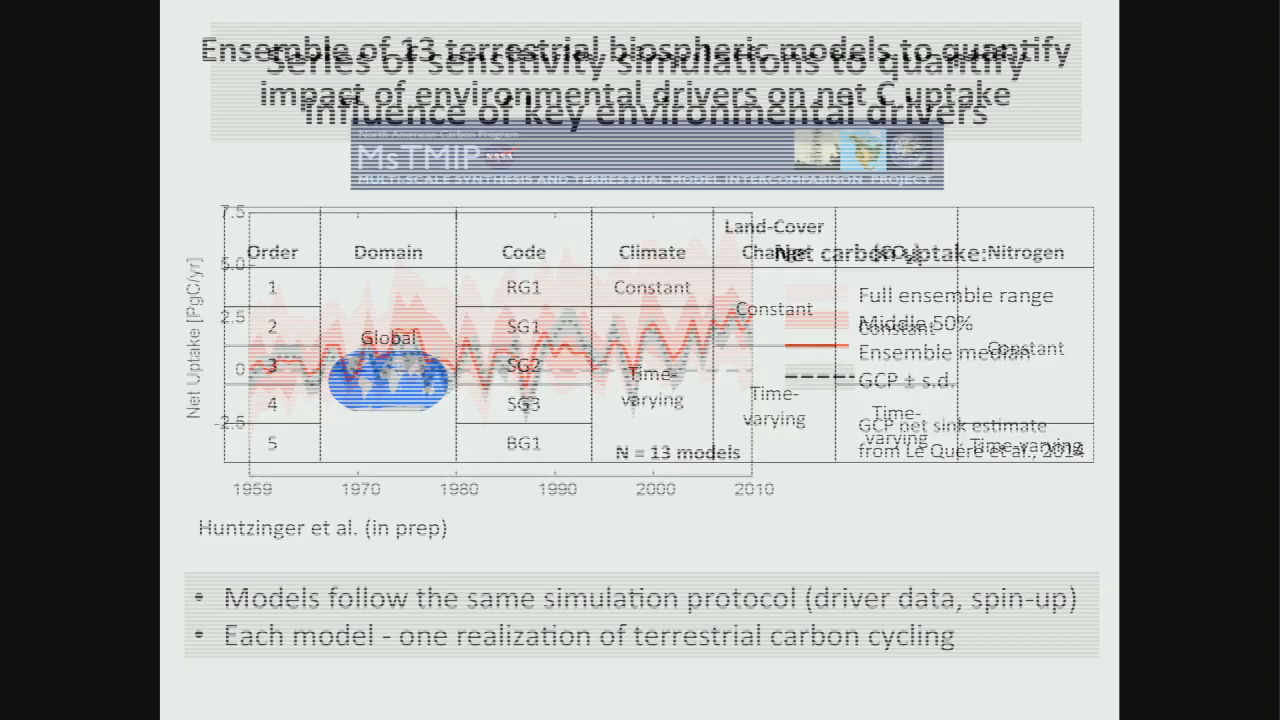 Ensemble of 13 terrestrial biospheric models to quantify
impact of environmental drivers on net C uptake
Series of sensitivity simulations to quantify
influence of key environmental drivers
North American Carbon Program
MsTMIP NASA
MULTI-SCALE SYNTHESIS AND TERRESTRIAL MODEL INTERCOMPARISON PROJECT
Net Uptake [PgC/yr]
7.5
5.0
2.5
0
-2.5
1959 1970 1980 1990 2000 2010
N = 13 models
Net carbon uptake:
Full ensemble range
Middle 50%
Ensemble median
GCP ± s.d.
GCP net sink estimate
from Le Quéré et al., 2014
Order Domain Code Climate Land-Cover Change CO2 Nitrogen
1 RG1 Constant
2 SG1 Constant Constant
Global
3 SG2 Constant
4 SG3 Time-varying Time-varying Time-varying
5 BG1 Time-varying
Huntzinger et al. (in prep)
• Models follow the same simulation protocol (driver data, spin-up)
• Each model - one realization of terrestrial carbon cycling